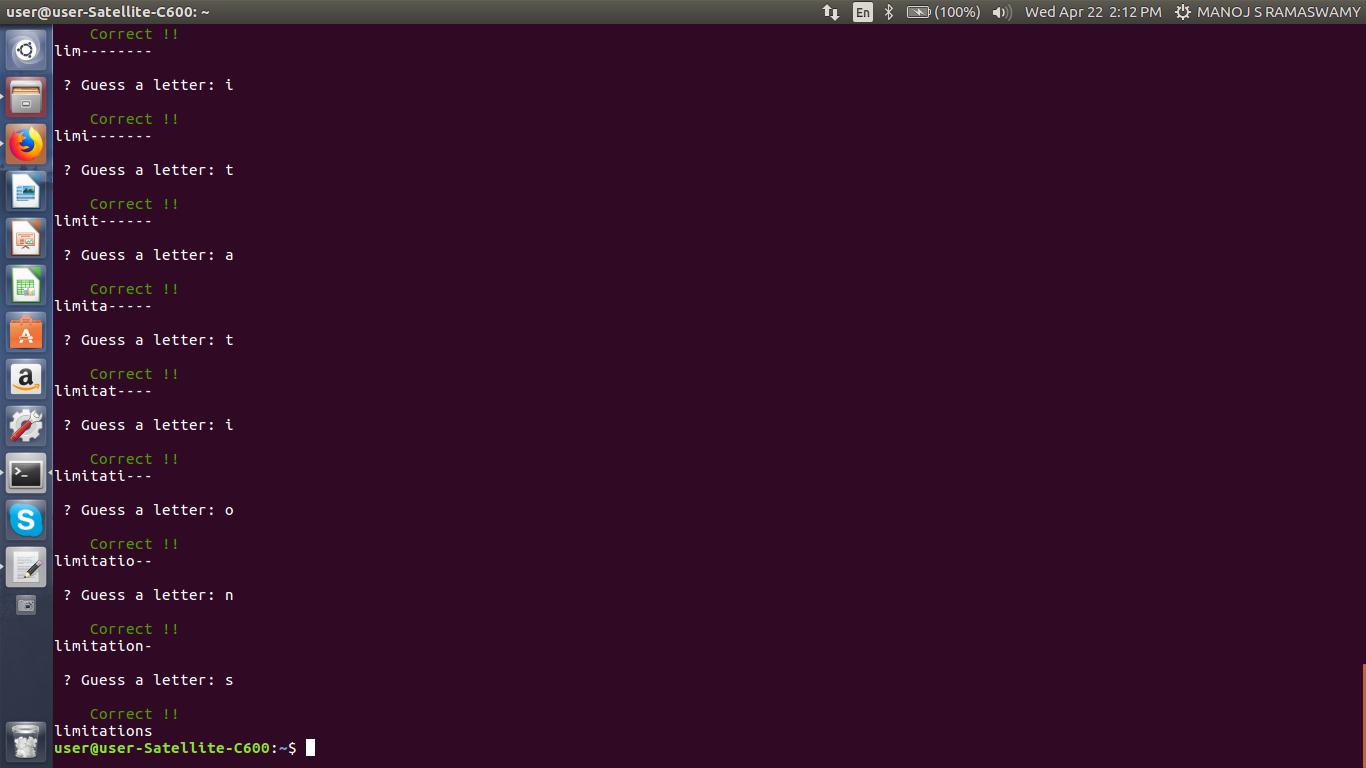 user@user-Satellite-C600: ~
En (100%) Wed Apr 22 2:12 PM MANOJ S RAMASWAMY
Correct !!
lim--------
? Guess a letter: i
Correct !!
limi-------
? Guess a letter: t
Correct !!
limit------
? Guess a letter: a
Correct !!
limita-----
? Guess a letter: t
Correct !!
limitat----
? Guess a letter: i
Correct !!
limitati---
? Guess a letter: o
Correct !!
limitatio--
? Guess a letter: n
Correct !!
limitation-
? Guess a letter: s
Correct !!
limitations
user@user-Satellite-C600:~$